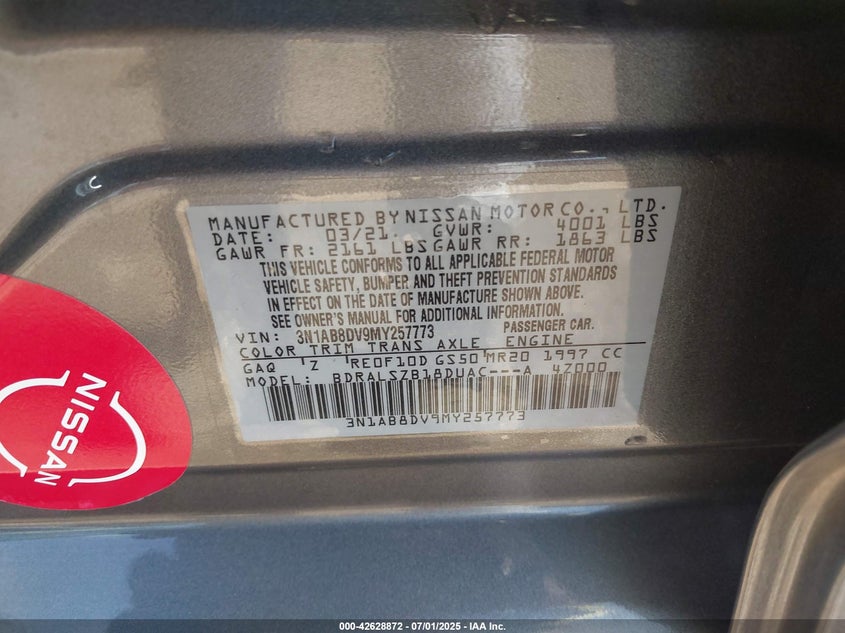 MANUFACTURED BY NISSAN MOTOR CO., LTD.
DATE: 03/21 GVWR: 4001 LBS
GAWR FR: 2161 LBS GAWR RR: 1863 LBS
THIS VEHICLE CONFORMS TO ALL APPLICABLE FEDERAL MOTOR
VEHICLE SAFETY, BUMPER AND THEFT PREVENTION STANDARDS
IN EFFECT ON THE DATE OF MANUFACTURE SHOWN ABOVE.
SEE OWNER'S MANUAL FOR ADDITIONAL INFORMATION.
VIN: 3N1AB8DV9MY257773 PASSENGER CAR.
COLOR TRIM TRANS AXLE ENGINE
GAQ 'Z RE0F10D GS50 MR20 1997 CC
MODEL: BDRALSZB18DUAC---A 4Z000
3N1AB8DV9MY257773
NISSAN
000-42628872 / 07/01/2025 - IAA Inc.